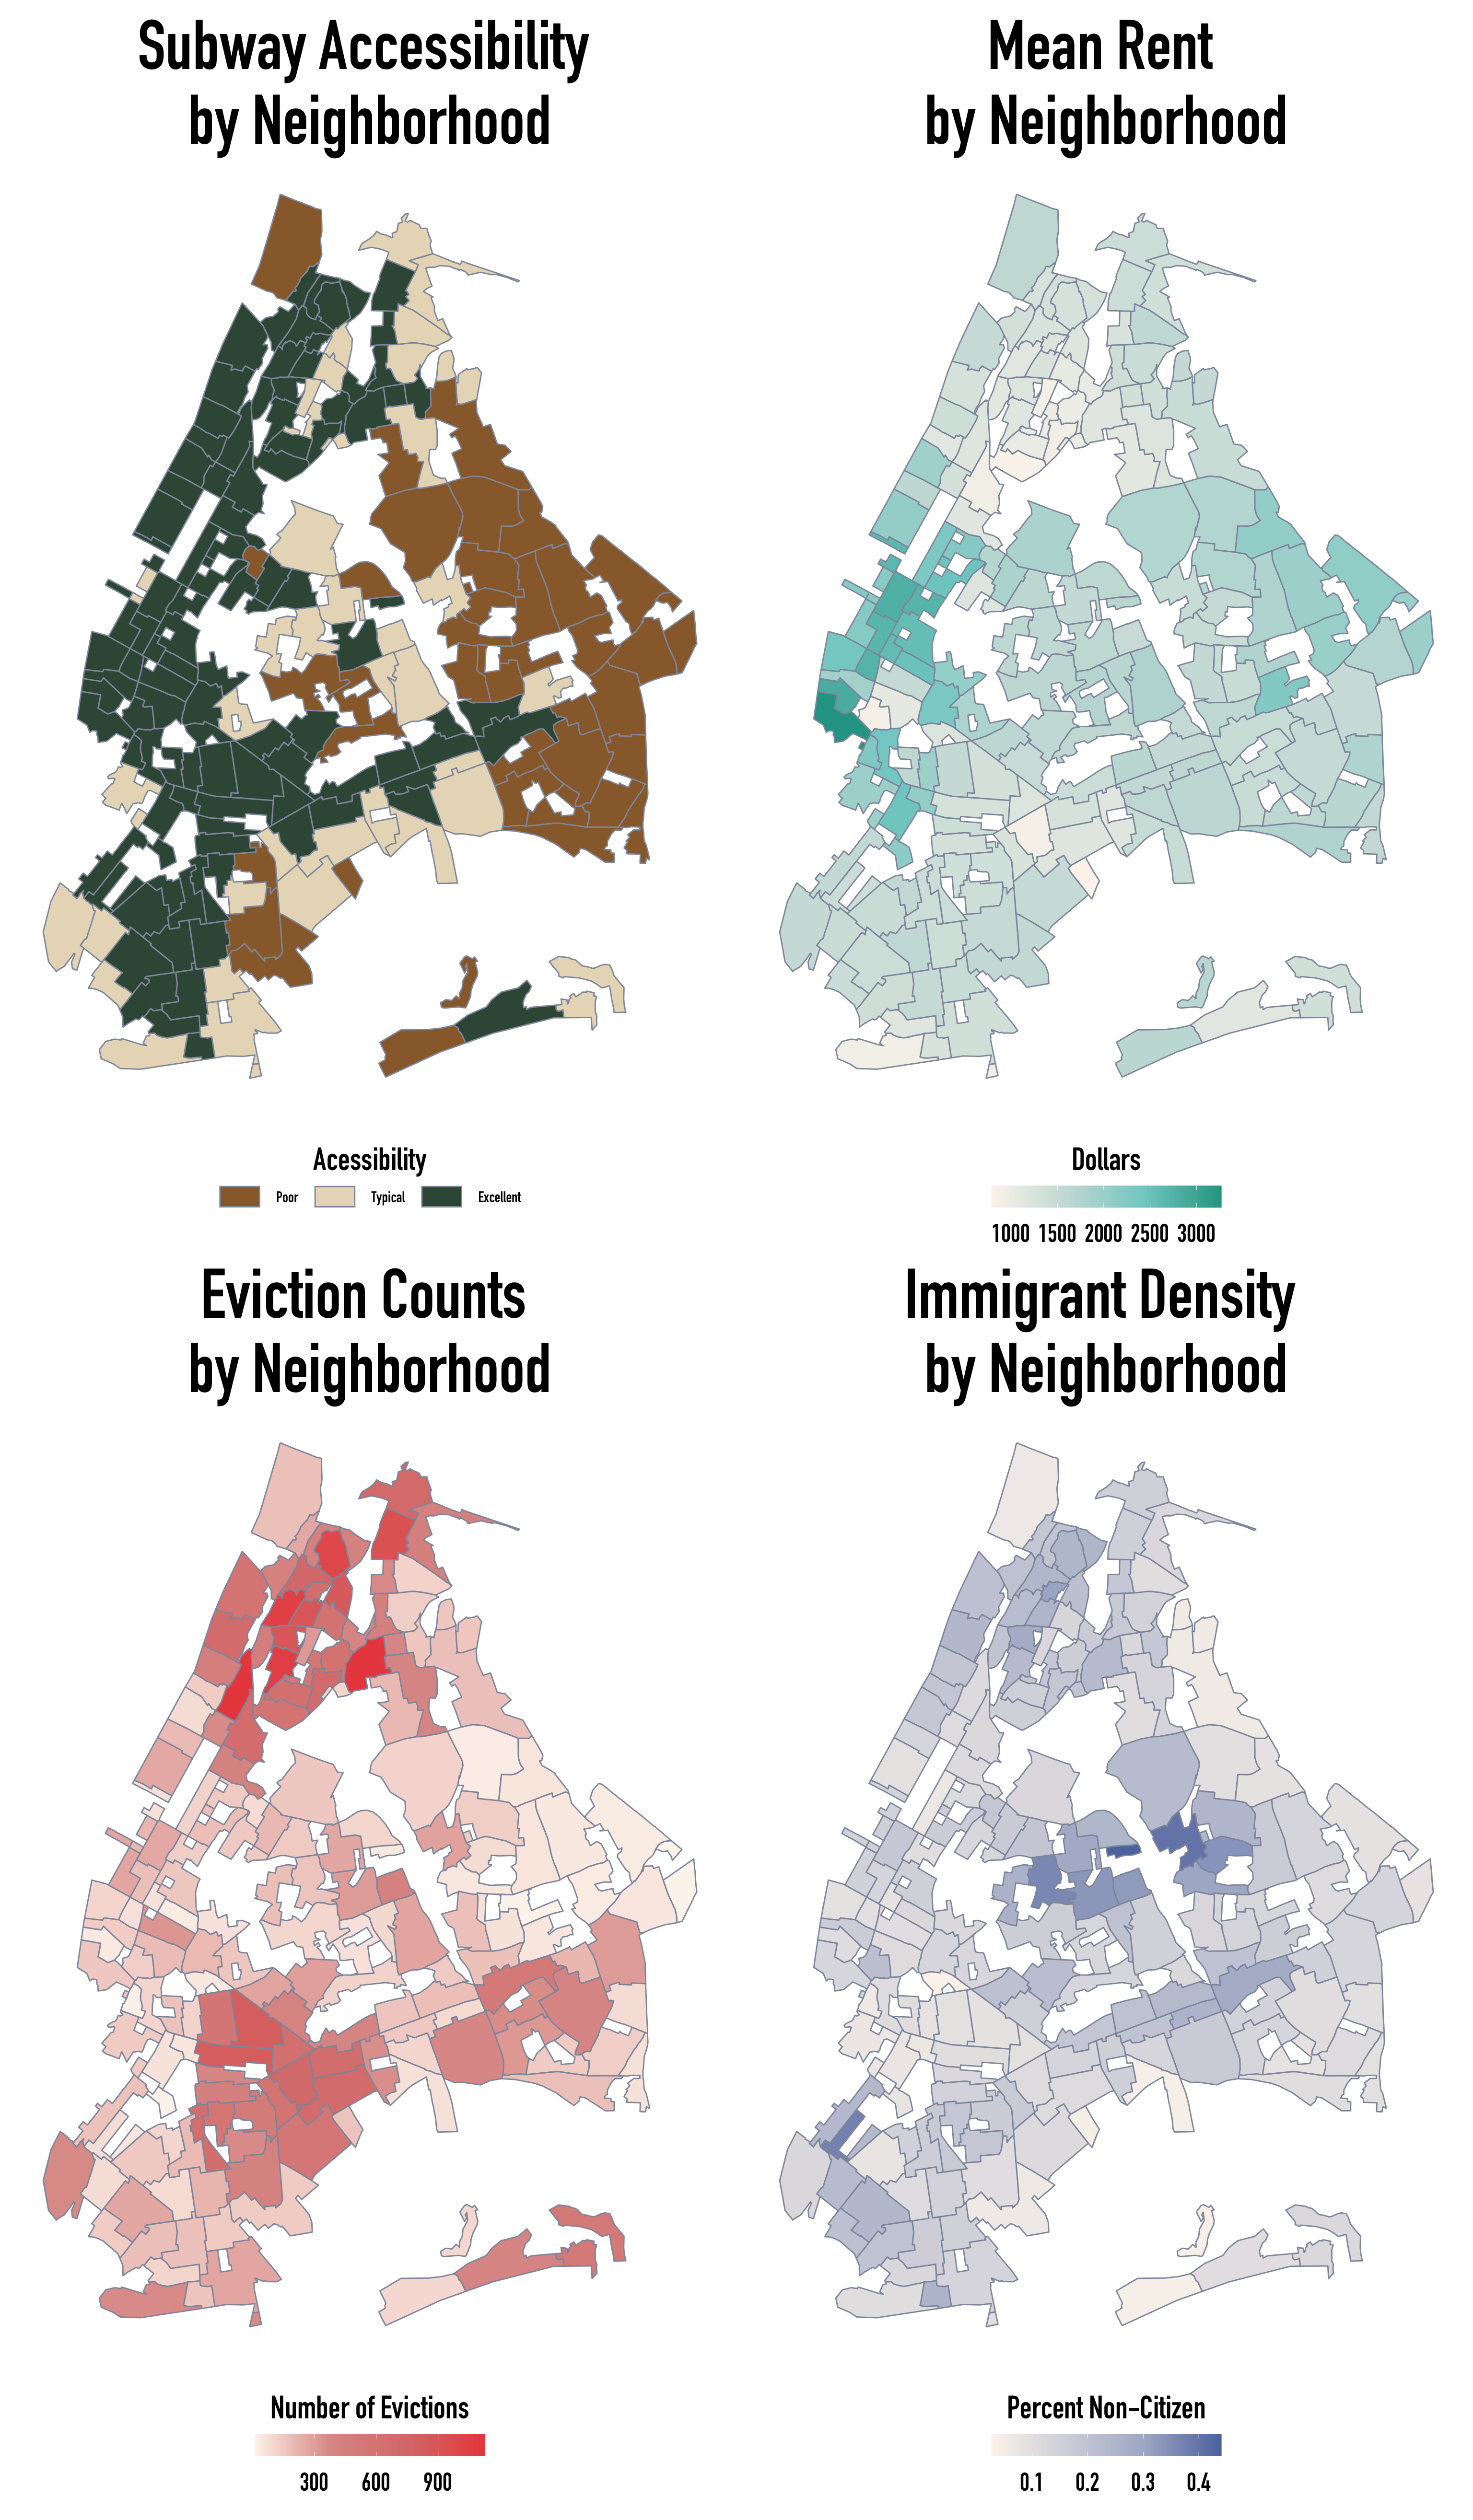 Subway Accessibility
by Neighborhood
Mean Rent
by Neighborhood
Acessibility
Poor Typical Excellent
Dollars
1000 1500 2000 2500 3000
Eviction Counts
by Neighborhood
Immigrant Density
by Neighborhood
Number of Evictions
300 600 900
Percent Non-Citizen
0.1 0.2 0.3 0.4